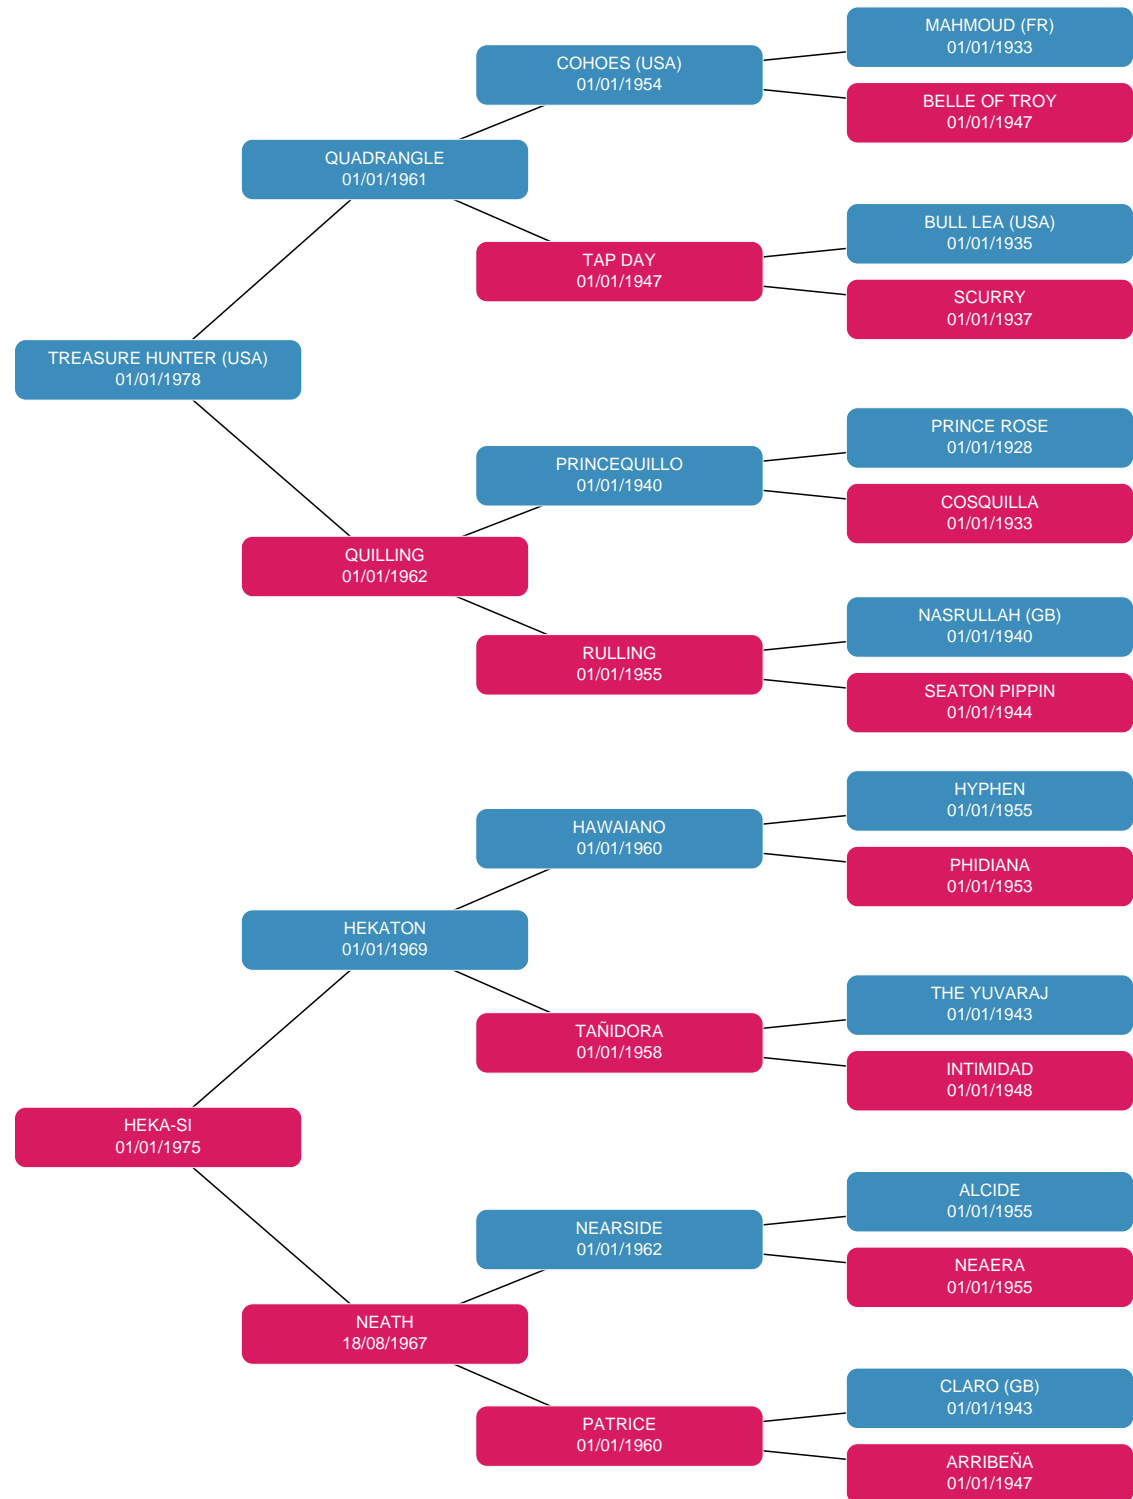 MAHMOUD (FR)
01/01/1933
COHOES (USA)
01/01/1954
BELLE OF TROY
01/01/1947
QUADRANGLE
01/01/1961
BULL LEA (USA)
01/01/1935
TAP DAY
01/01/1947
SCURRY
01/01/1937
TREASURE HUNTER (USA)
01/01/1978
PRINCE ROSE
01/01/1928
PRINCEQUILLO
01/01/1940
COSQUILLA
01/01/1933
QUILLING
01/01/1962
NASRULLAH (GB)
01/01/1940
RULLING
01/01/1955
SEATON PIPPIN
01/01/1944
HYPHEN
01/01/1955
HAWAIANO
01/01/1960
PHIDIANA
01/01/1953
HEKATON
01/01/1969
THE YUVARAJ
01/01/1943
TAÑIDORA
01/01/1958
INTIMIDAD
01/01/1948
HEKA-SI
01/01/1975
ALCIDE
01/01/1955
NEARSIDE
01/01/1962
NEAERA
01/01/1955
NEATH
18/08/1967
CLARO (GB)
01/01/1943
PATRICE
01/01/1960
ARRIBEÑA
01/01/1947